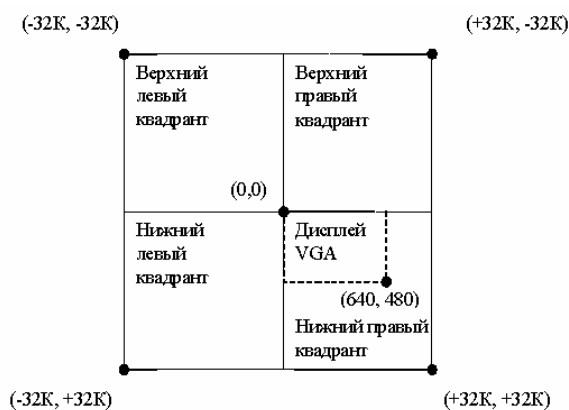 (-32K, -32K)
(+32K, -32K)
Верхний
левый
квадрант
Верхний
правый
квадрант
(0,0)
Нижний
левый
квадрант
Дисплей
VGA
(640, 480)
Нижний правый
квадрант
(-32K, +32K)
(+32K, +32K)